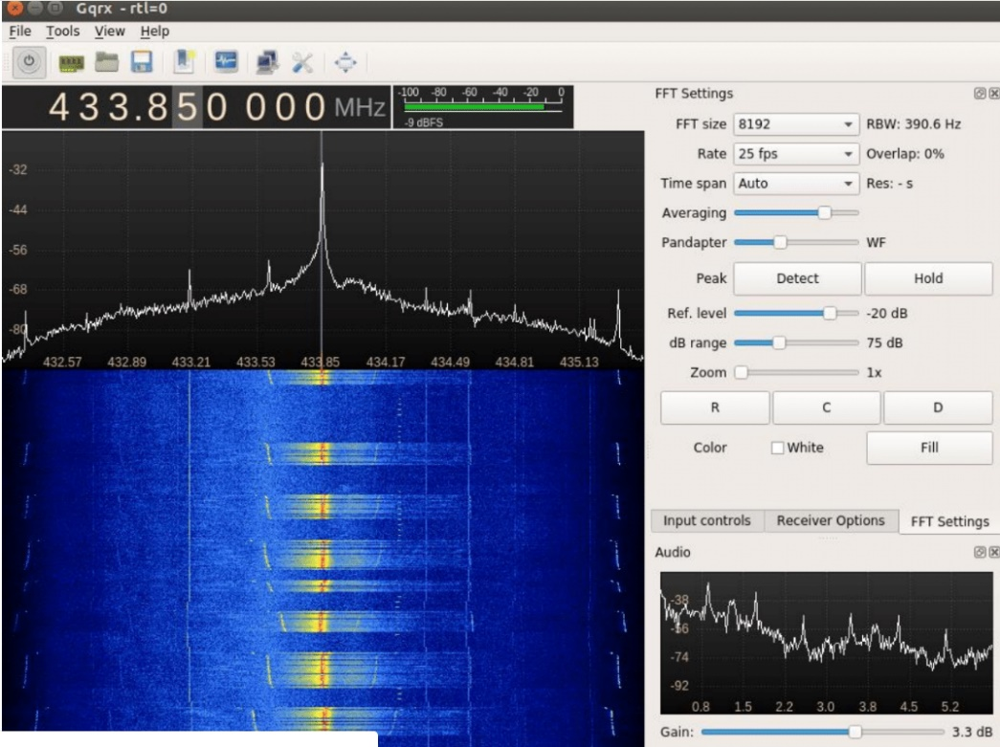 Gqrx - rtl=0
File Tools View Help
433.850 000 MHz
-100 -80 -60 -40 -20 0
-9 dBFS
-32
-44
-56
-68
-80
432.57 432.89 433.21 433.53 433.85 434.17 434.49 434.81 435.13
FFT Settings
FFT size 8192 RBW: 390.6 Hz
Rate 25 fps Overlap: 0%
Time span Auto Res: - s
Averaging
Pandapter WF
Peak Detect Hold
Ref. level -20 dB
dB range 75 dB
Zoom 1x
R C D
Color White Fill
Input controls Receiver Options FFT Settings
Audio
-38
-56
-74
-92
0.8 1.5 2.2 3.0 3.8 4.5 5.2
Gain: 3.3 dB